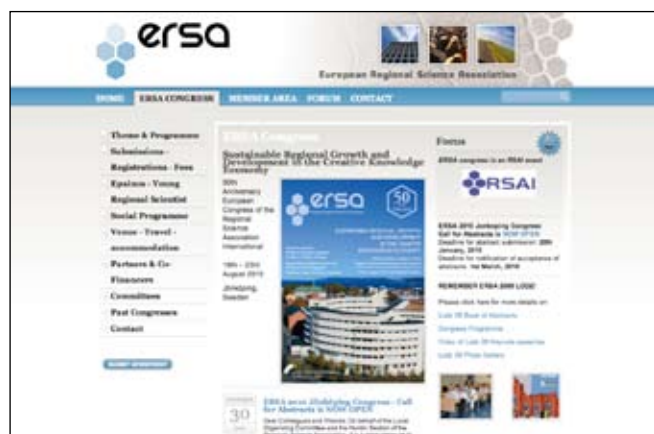 ersa
European Regional Science Association
HOME ERSA CONGRESS MEMBER AREA FORUM CONTACT
Theme & Programme
Submissions -
Registrations - Fees
Epainos - Young
Regional Scientist
Social Programme
Venue - Travel -
accommodation
Partners & Co-
Financers
Committees
Past Congresses
Contact
ERSA Congress
Sustainable Regional Growth and
Development in the Creative Knowledge
Economy
50th
Anniversary
European
Congress of the
Regional
Science
Association
International
19th - 23rd
August 2010
Jönköping,
Sweden
ersa
50
30
ERSA 2010 Jönköping Congress - Call
for Abstracts is NOW OPEN
Dear Colleagues and Friends, On behalf of the Local
Organizing Committee and the Nordic Section of the
Focus
ERSA congress is an RSAI event
RSAI
ERSA 2010 Jönköping Congress
Call for Abstracts is NOW OPEN
Deadline for abstract submission:
January, 2010
Deadline for notification of acceptance of
abstracts: 1st March, 2010
REMEMBER ERSA 2009 LODZ!
Please click here for more details on:
Lodz 09 Book of Abstracts
Congress Programme
Lodz 09 Photo Gallery